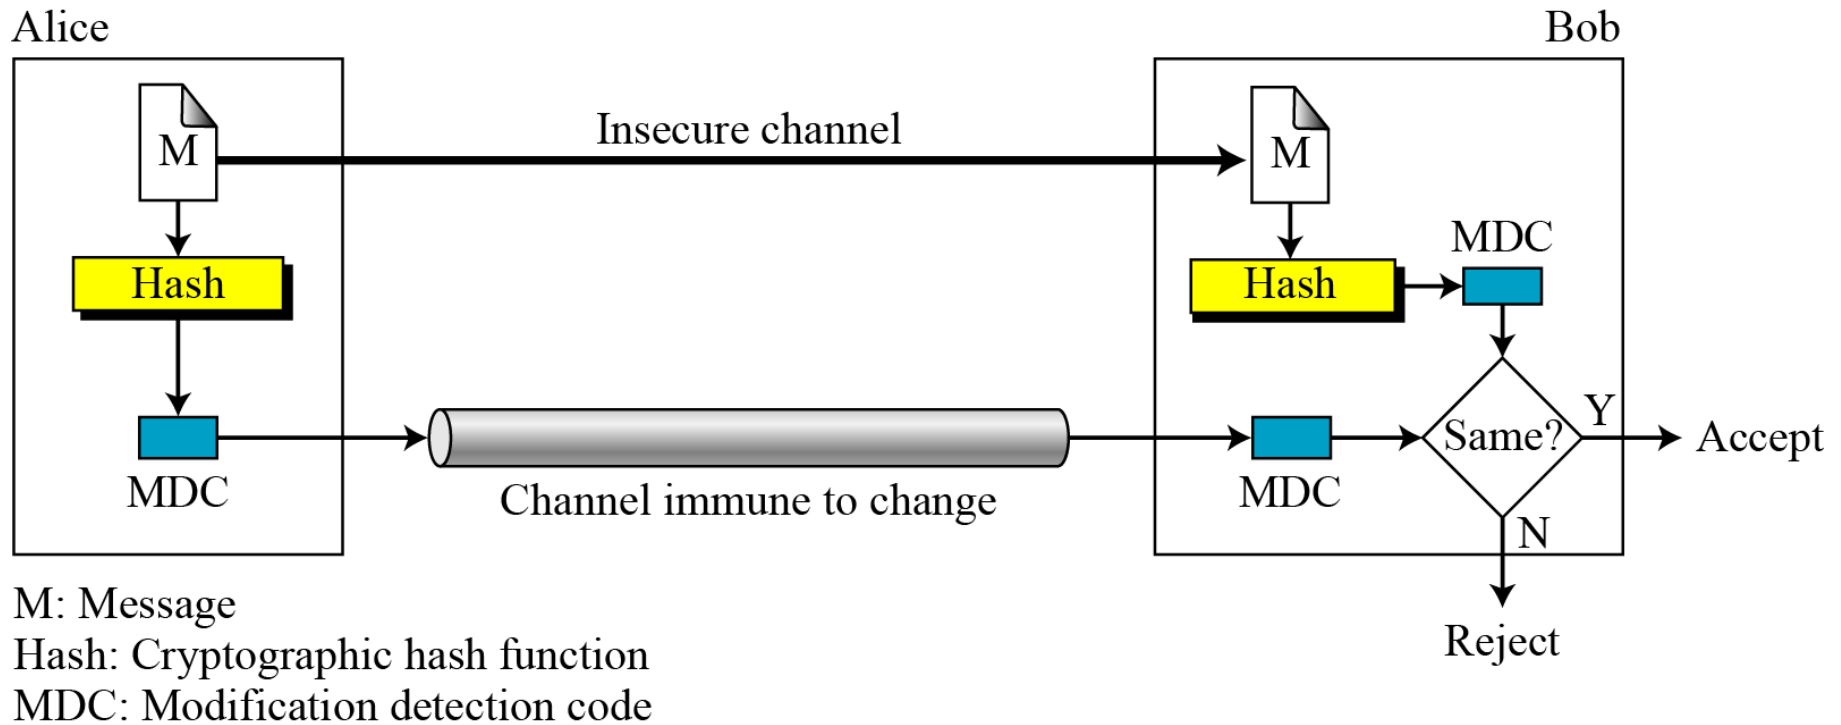 Alice
Bob
M
Insecure channel
M
Hash
Hash
MDC
MDC
Channel immune to change
MDC
Same?
Y
Accept
N
Reject
M: Message
Hash: Cryptographic hash function
MDC: Modification detection code